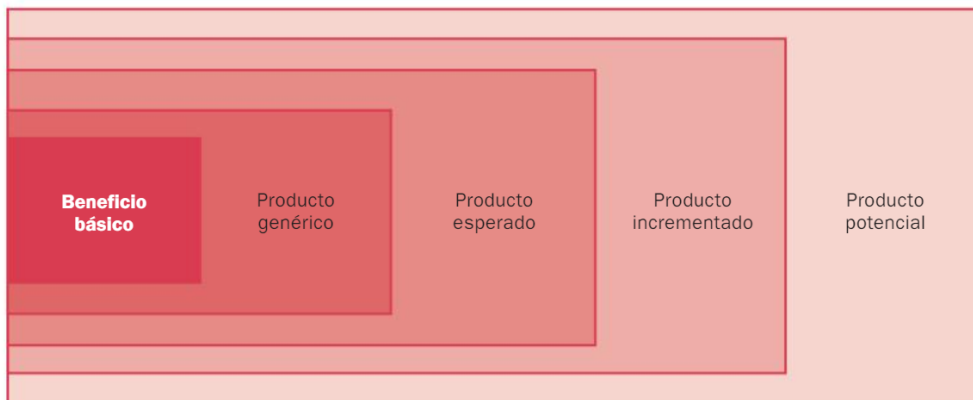 Beneficio
básico
Producto
genérico
Producto
esperado
Producto
incrementado
Producto
potencial